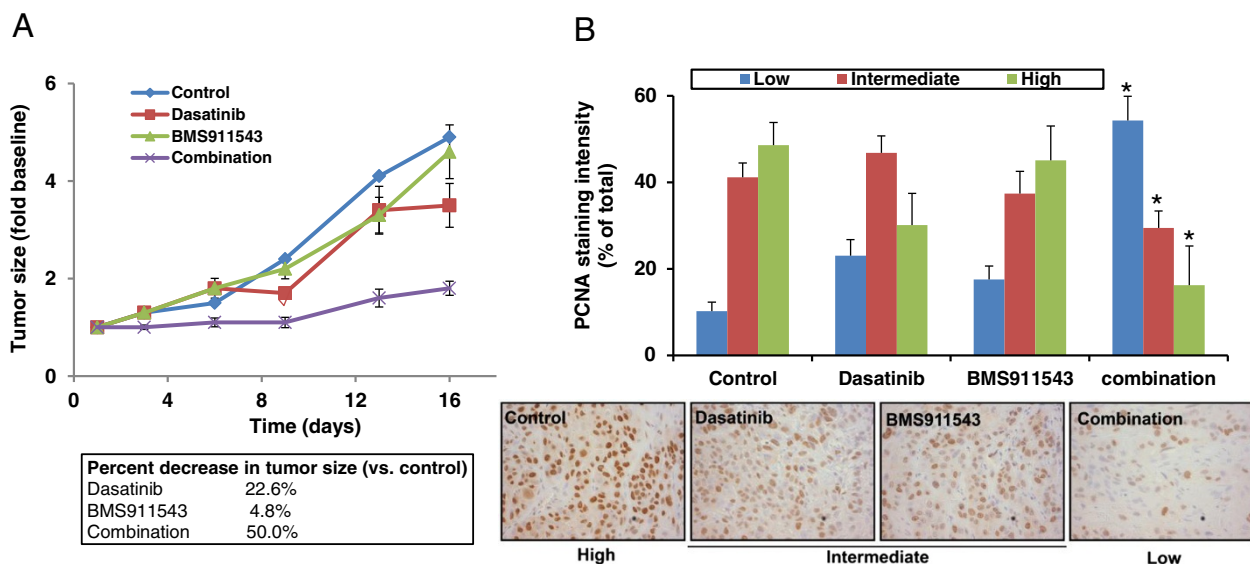 A
Tumor size (fold baseline)
6
4
2
0
Control
Dasatinib
BMS911543
Combination
0 4 8 12 16
Time (days)
Percent decrease in tumor size (vs. control)
Dasatinib 22.6%
BMS911543 4.8%
Combination 50.0%
B
Low Intermediate High
PCNA staining intensity
(% of total)
60
40
20
0
*
*
*
Control Dasatinib BMS911543 combination
Control Dasatinib BMS911543 Combination
High Intermediate Low